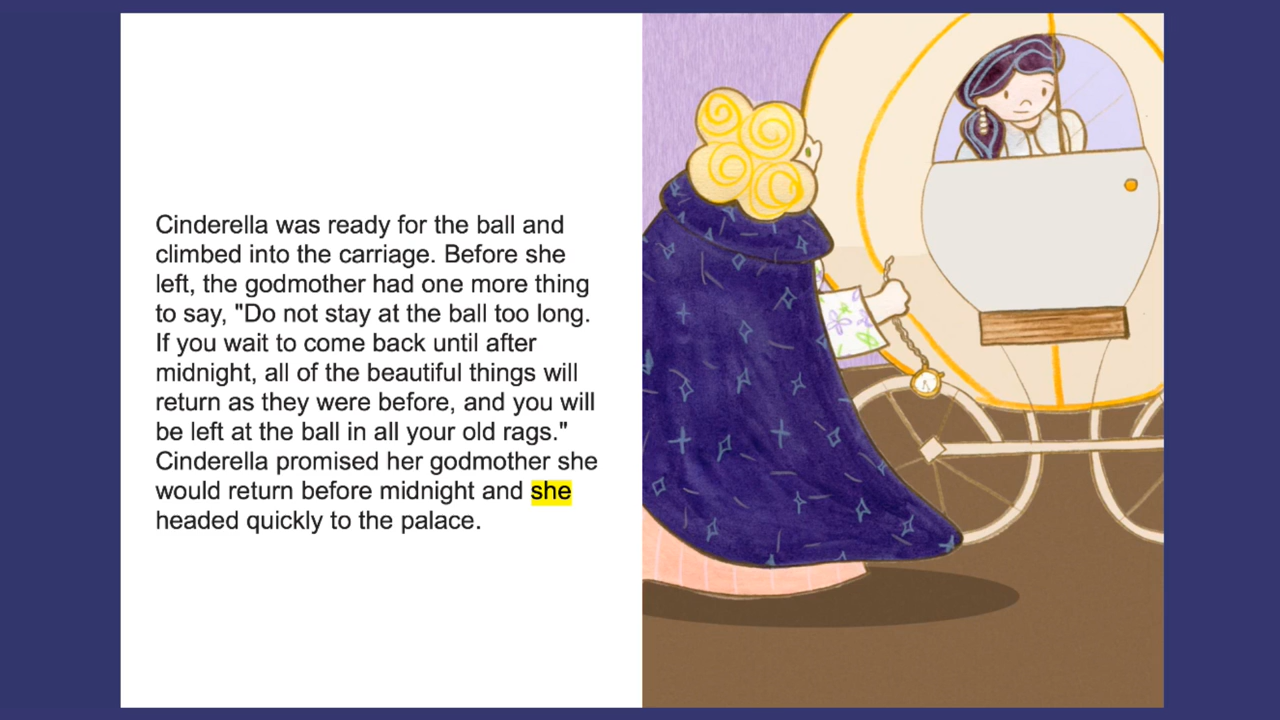 Cinderella was ready for the ball and
climbed into the carriage. Before she
left, the godmother had one more thing
to say, "Do not stay at the ball too long.
If you wait to come back until after
midnight, all of the beautiful things will
return as they were before, and you will
be left at the ball in all your old rags."
Cinderella promised her godmother she
would return before midnight and she
headed quickly to the palace.